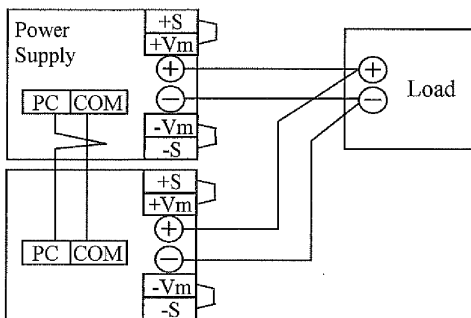 Power
Supply
+S
+Vm
+
−
-Vm
-S
PC COM
+
−
Load
+S
+Vm
+
−
-Vm
-S
PC COM